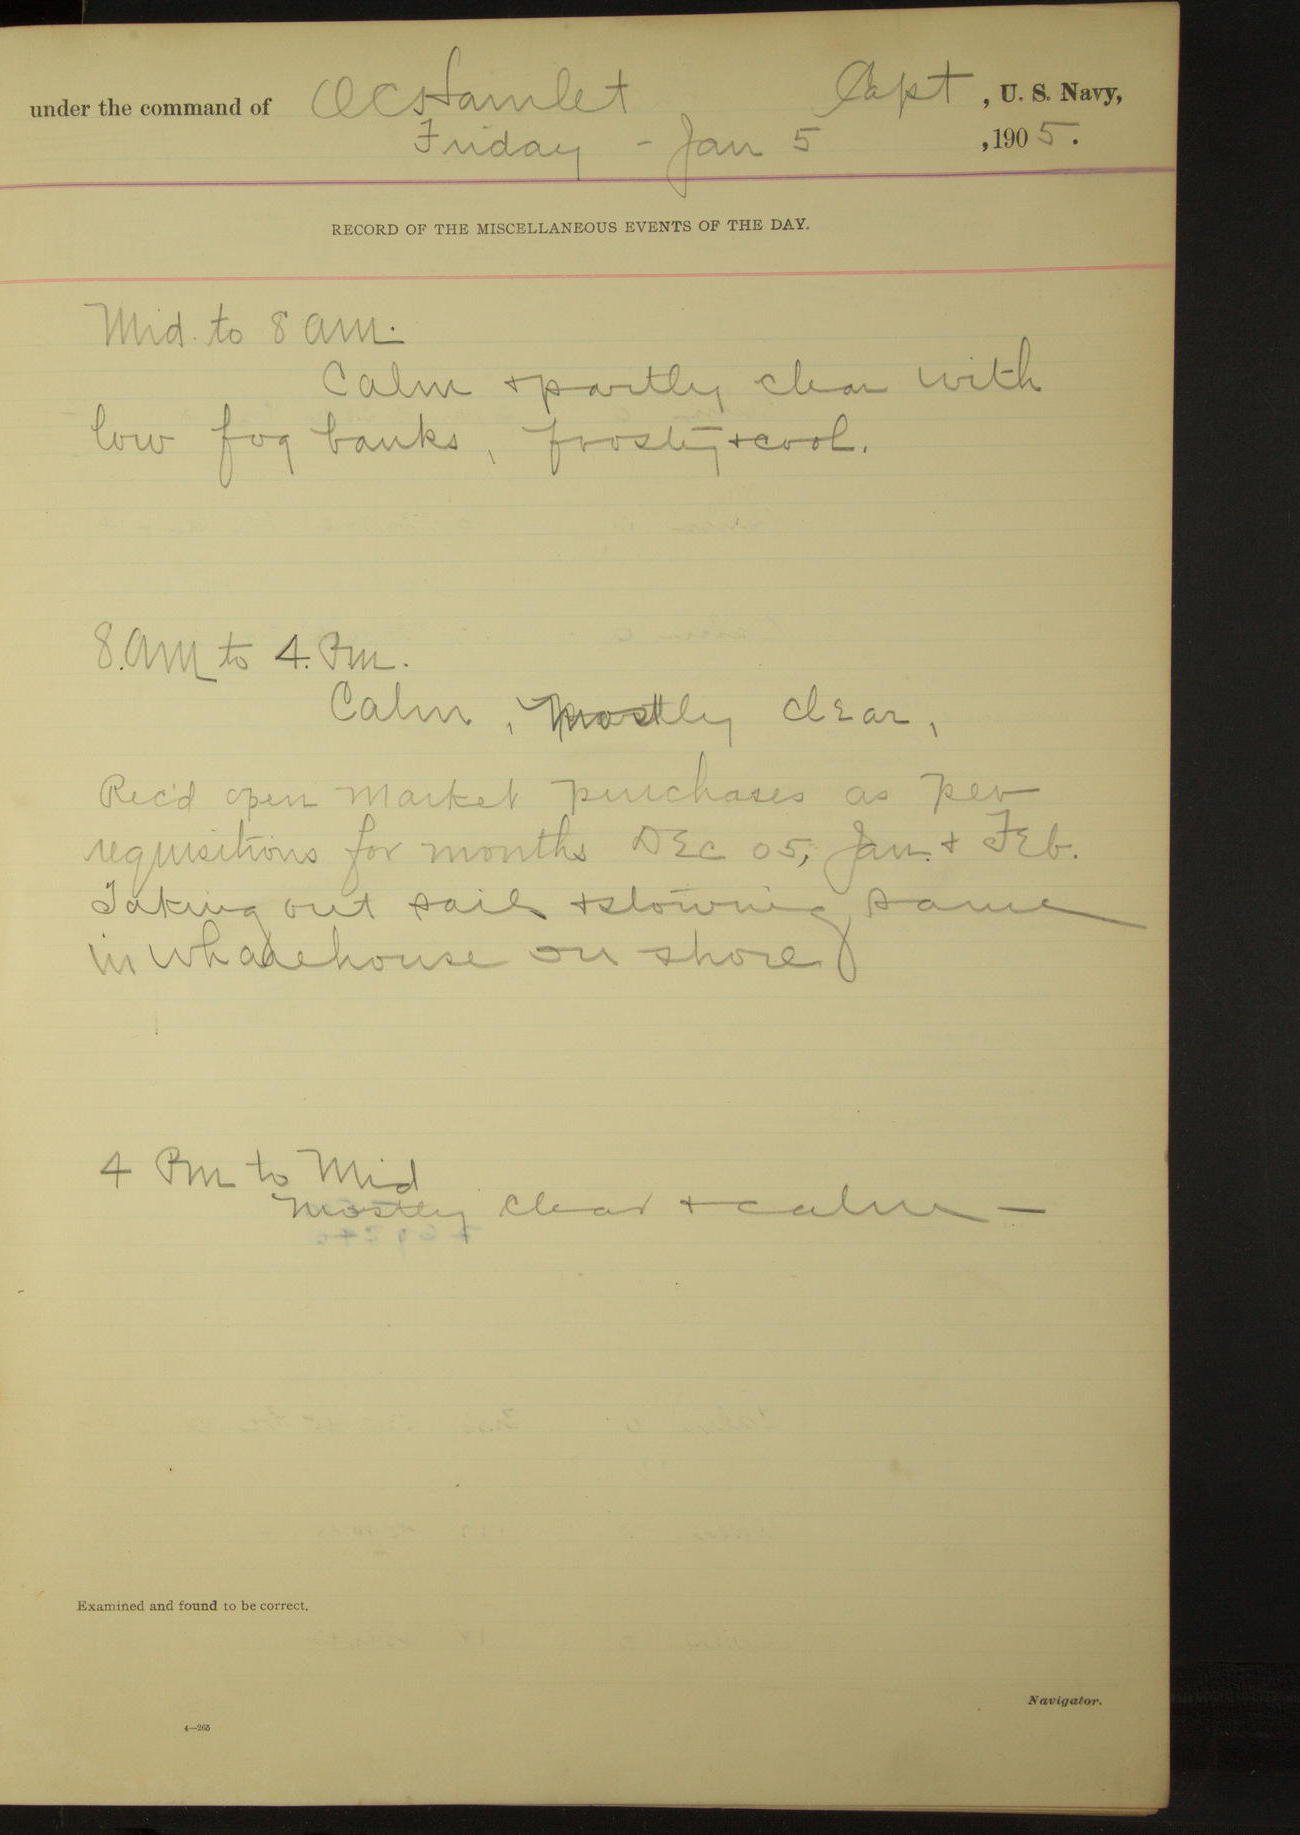 under the command of O C Hamlet Capt, U. S. Navy,
Friday - Jan 5 ,1905.
RECORD OF THE MISCELLANEOUS EVENTS OF THE DAY.
Mid. to 8 am.
Calm + partly clear with
low fog banks, frosty + cool.
8. AM to 4. Pm.
Calm, mostly clear,
Rec'd open market purchases as per
requisitions for months DEC 05, Jan. + FEb.
Taking out sails + stowing same
in whalehouse on shore
4 Pm to Mid
mostly clear + calm —
Examined and found to be correct.
Navigator.
4—265